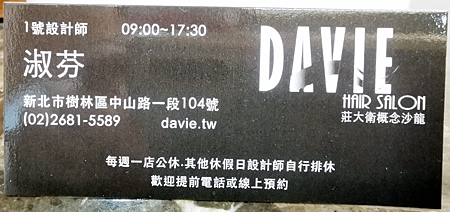 1號設計師 09:00~17:30
淑芬
DAVIE
HAIR SALON
莊大衛概念沙龍
新北市樹林區中山路一段104號
(02)2681-5589 davie.tw
每週一店公休.其他休假日設計師自行排休
歡迎提前電話或線上預約